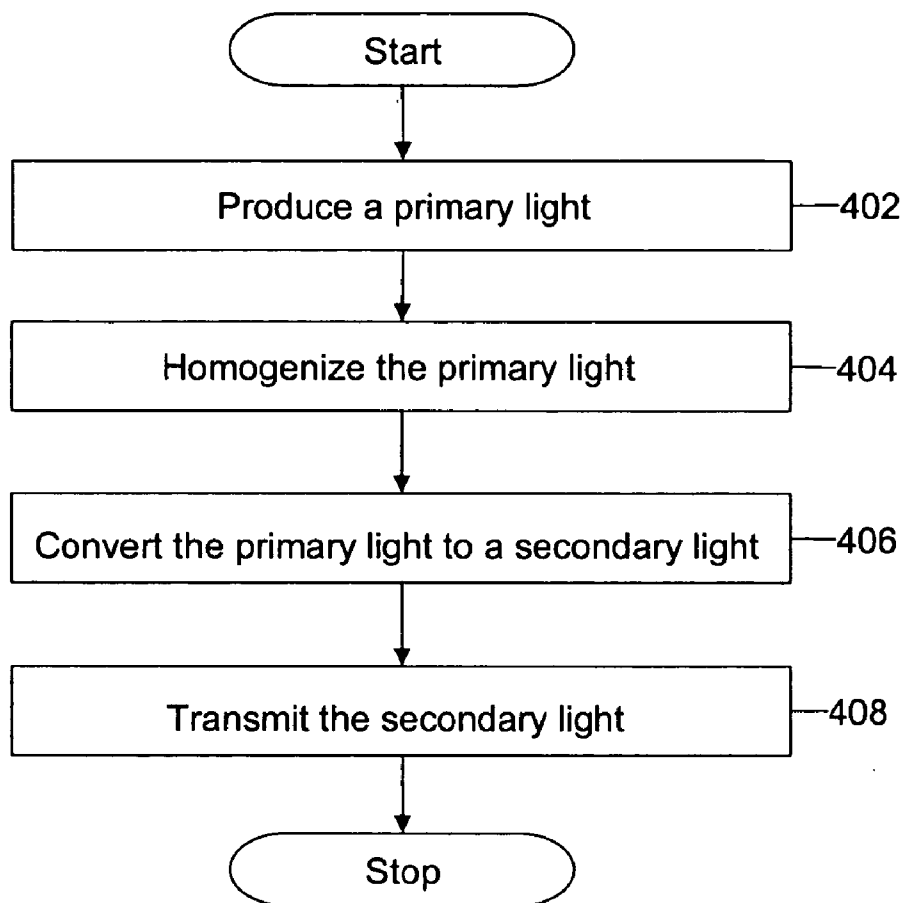 Start
Produce a primary light 402
Homogenize the primary light 404
Convert the primary light to a secondary light 406
Transmit the secondary light 408
Stop